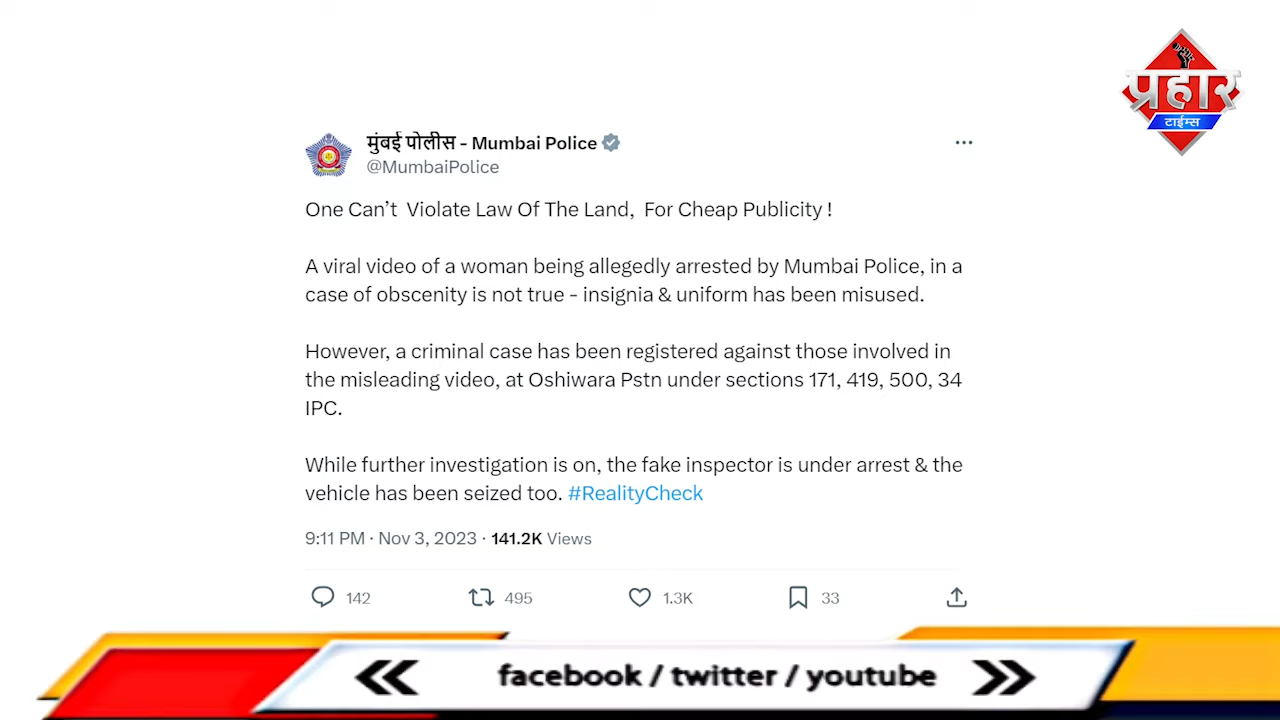 प्रहार
टाईम्स
मुंबई पोलीस - Mumbai Police
@MumbaiPolice
One Can’t Violate Law Of The Land, For Cheap Publicity !
A viral video of a woman being allegedly arrested by Mumbai Police, in a
case of obscenity is not true - insignia & uniform has been misused.
However, a criminal case has been registered against those involved in
the misleading video, at Oshiwara Pstn under sections 171, 419, 500, 34
IPC.
While further investigation is on, the fake inspector is under arrest & the
vehicle has been seized too. #RealityCheck
9:11 PM · Nov 3, 2023 · 141.2K Views
142 495 1.3K 33
facebook / twitter / youtube